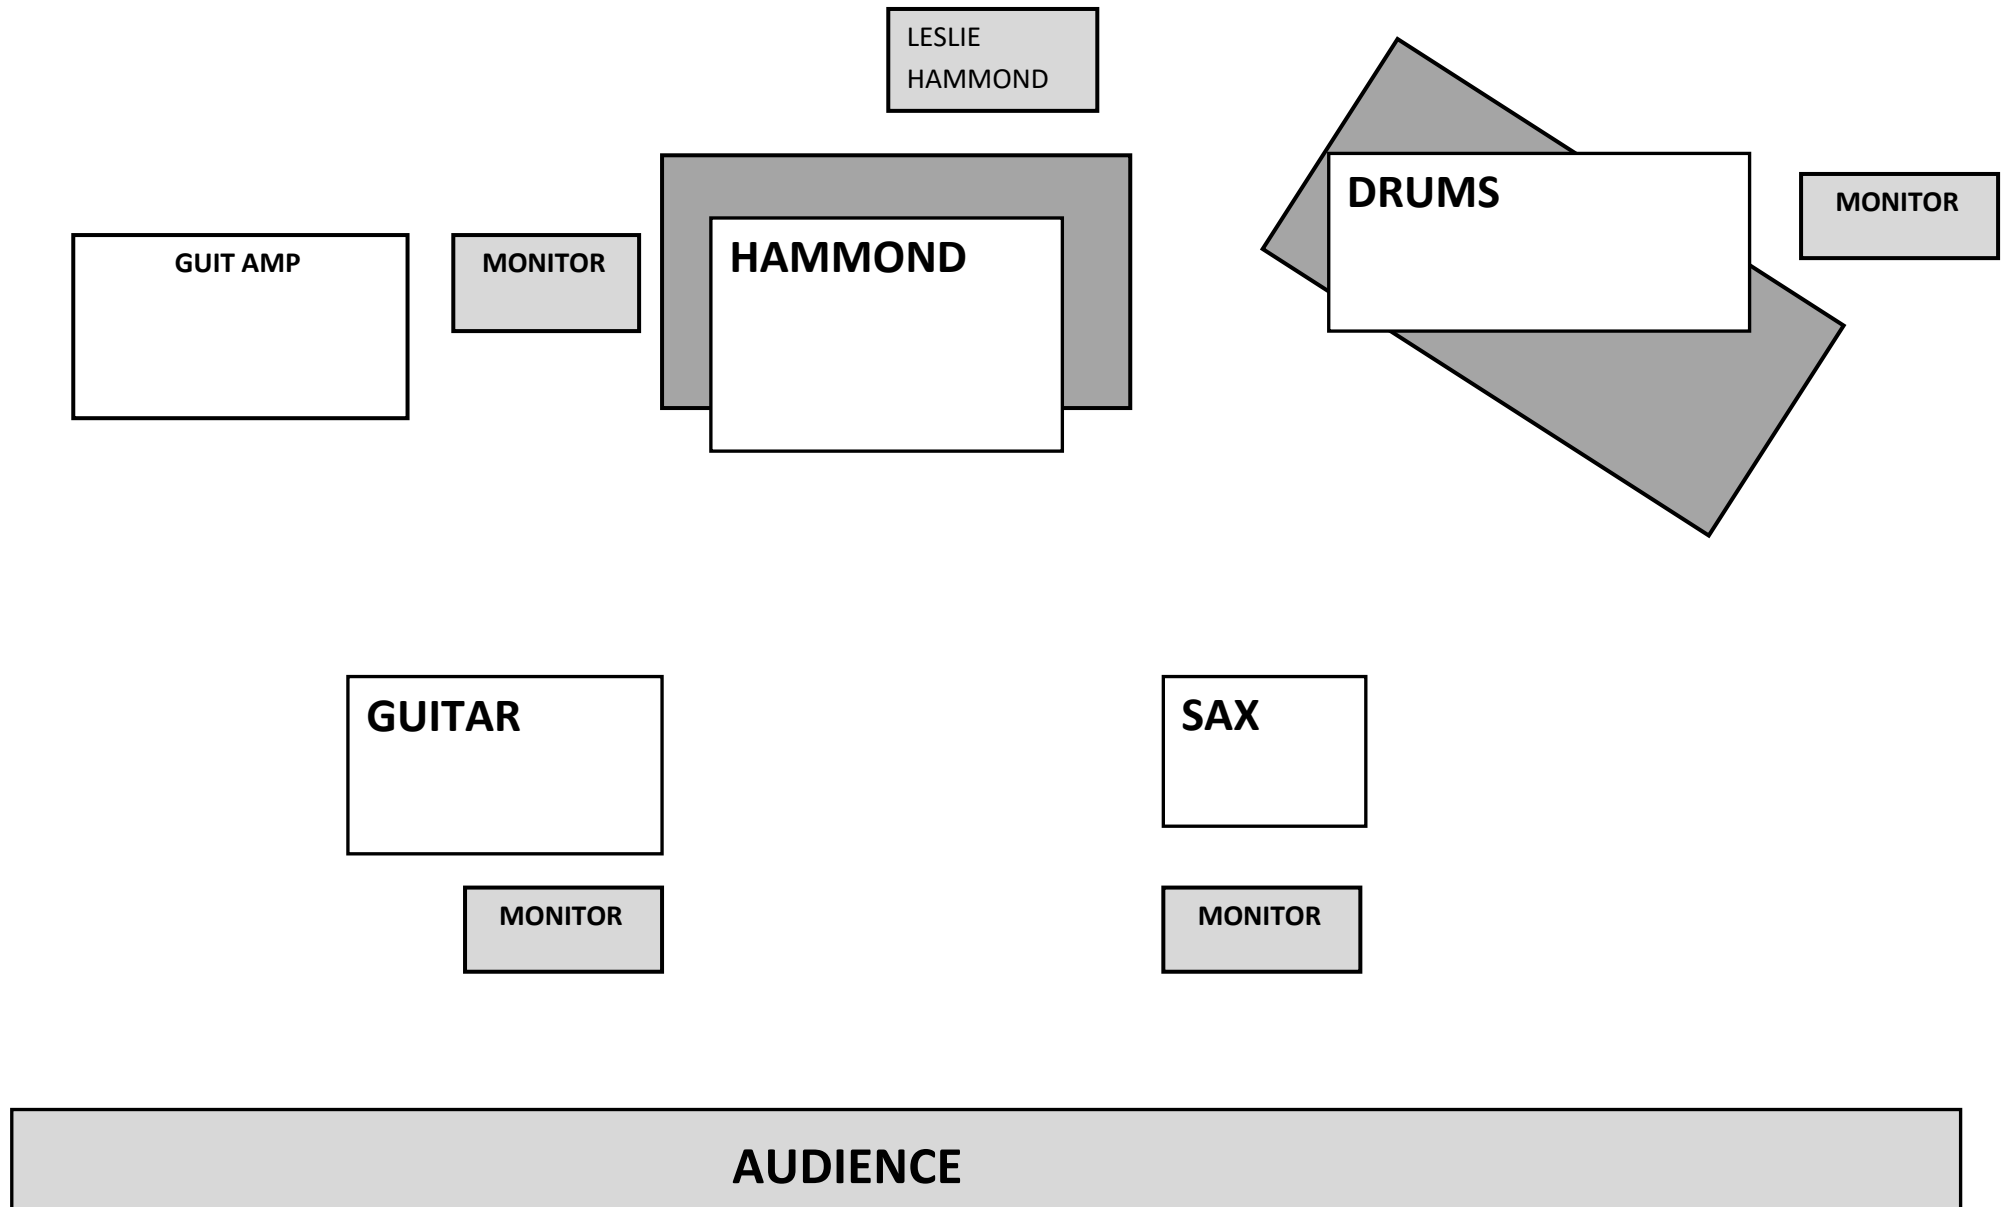 LESLIE
HAMMOND
DRUMS
MONITOR
GUIT AMP
MONITOR
HAMMOND
GUITAR
SAX
MONITOR
MONITOR
AUDIENCE